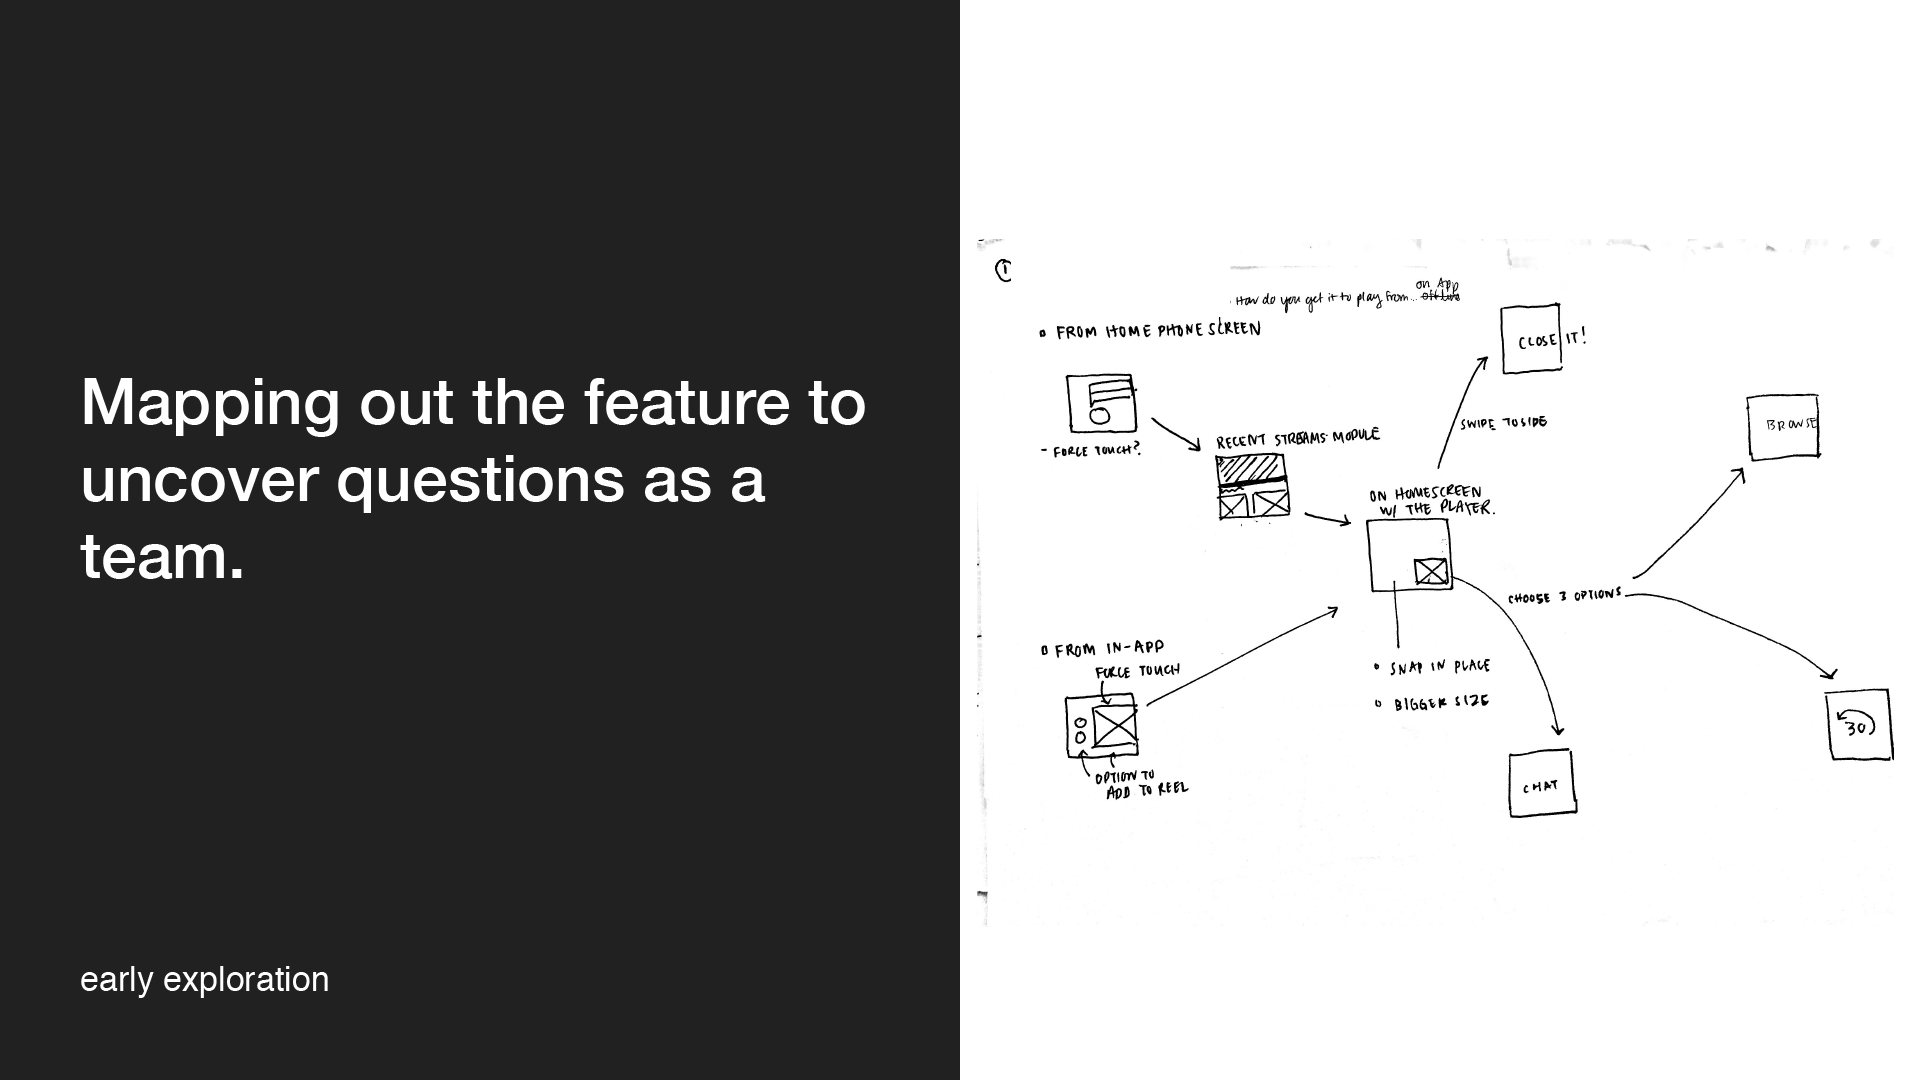 Mapping out the feature to
uncover questions as a
team.
early exploration
1
How do you get it to play from...
on App
FROM HOME PHONE SCREEN
- FORCE TOUCH?
RECENT STREAMS MODULE
ON HOMESCREEN
W/ THE PLAYER.
SWIPE TO SIDE
CLOSE IT!
BROWSE
CHOOSE 3 OPTIONS
30
CHAT
SNAP IN PLACE
BIGGER SIZE
FROM IN-APP
FORCE TOUCH
OPTION TO
ADD TO REEL